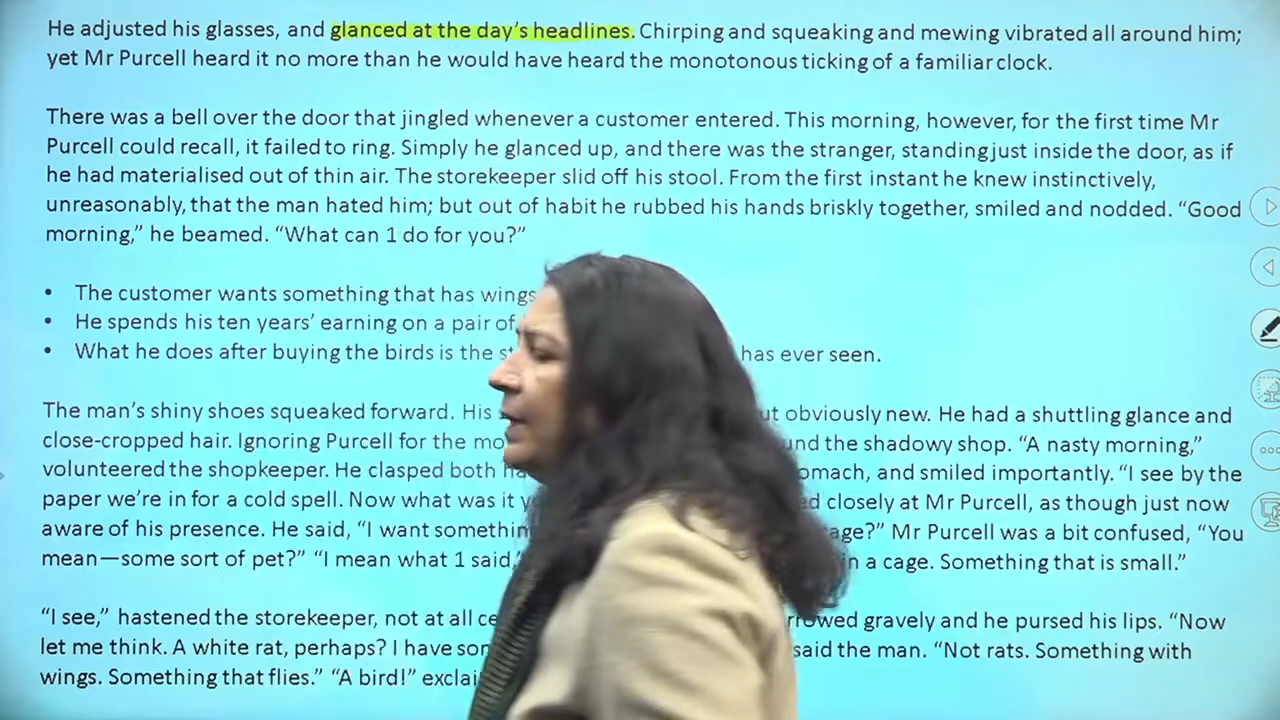 He adjusted his glasses, and glanced at the day's headlines. Chirping and squeaking and mewing vibrated all around him;
yet Mr Purcell heard it no more than he would have heard the monotonous ticking of a familiar clock.
There was a bell over the door that jingled whenever a customer entered. This morning, however, for the first time Mr
Purcell could recall, it failed to ring. Simply he glanced up, and there was the stranger, standing just inside the door, as if
he had materialised out of thin air. The storekeeper slid off his stool. From the first instant he knew instinctively,
unreasonably, that the man hated him; but out of habit he rubbed his hands briskly together, smiled and nodded. “Good
morning,” he beamed. “What can 1 do for you?”
• The customer wants something that has wings
• He spends his ten years’ earning on a pair of
• What he does after buying the birds is the has ever seen.
The man’s shiny shoes squeaked forward. His obviously new. He had a shuttling glance and
close-cropped hair. Ignoring Purcell for the the shadowy shop. “A nasty morning,”
volunteered the shopkeeper. He clasped both and smiled importantly. “I see by the
paper we’re in for a cold spell. Now what was it closely at Mr Purcell, as though just now
aware of his presence. He said, “I want Mr Purcell was a bit confused, “You
mean—some sort of pet?” “I mean what 1 said, in a cage. Something that is small.”
“I see,” hastened the storekeeper, not at all gravely and he pursed his lips. “Now
let me think. A white rat, perhaps? I have said the man. “Not rats. Something with
wings. Something that flies.” “A bird!”